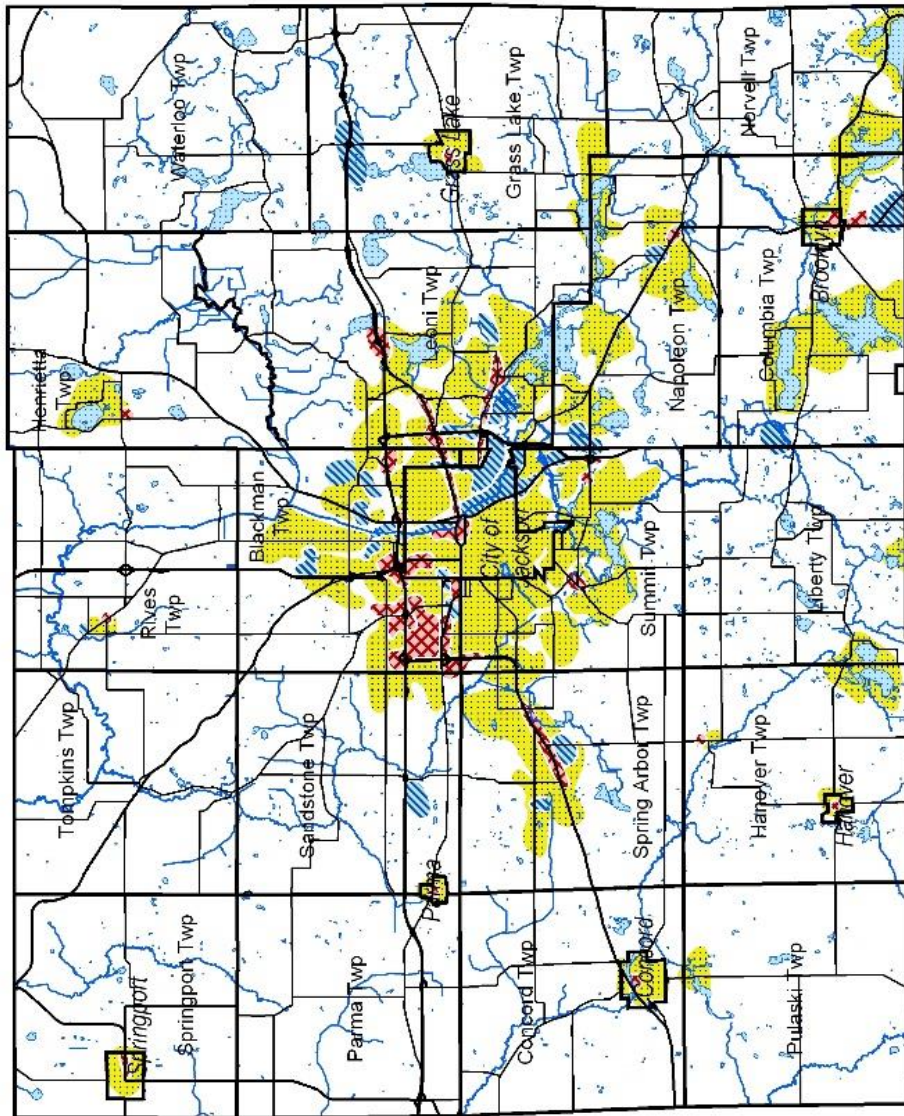 Springport
Springport Twp
Tompkins Twp
Rives
Twp
Henrietta
Twp
Waterloo Twp
Parma Twp
Parma
Sandstone Twp
Blackman
Twp
Leoni Twp
Grass Lake
Grass Lake Twp
Concord Twp
Concord
Spring Arbor Twp
City of
Jackson
Summit Twp
Napoleon Twp
Norvell Twp
Pulaski Twp
Hanover Twp
Hanover
Liberty Twp
Columbia Twp
Brooklyn